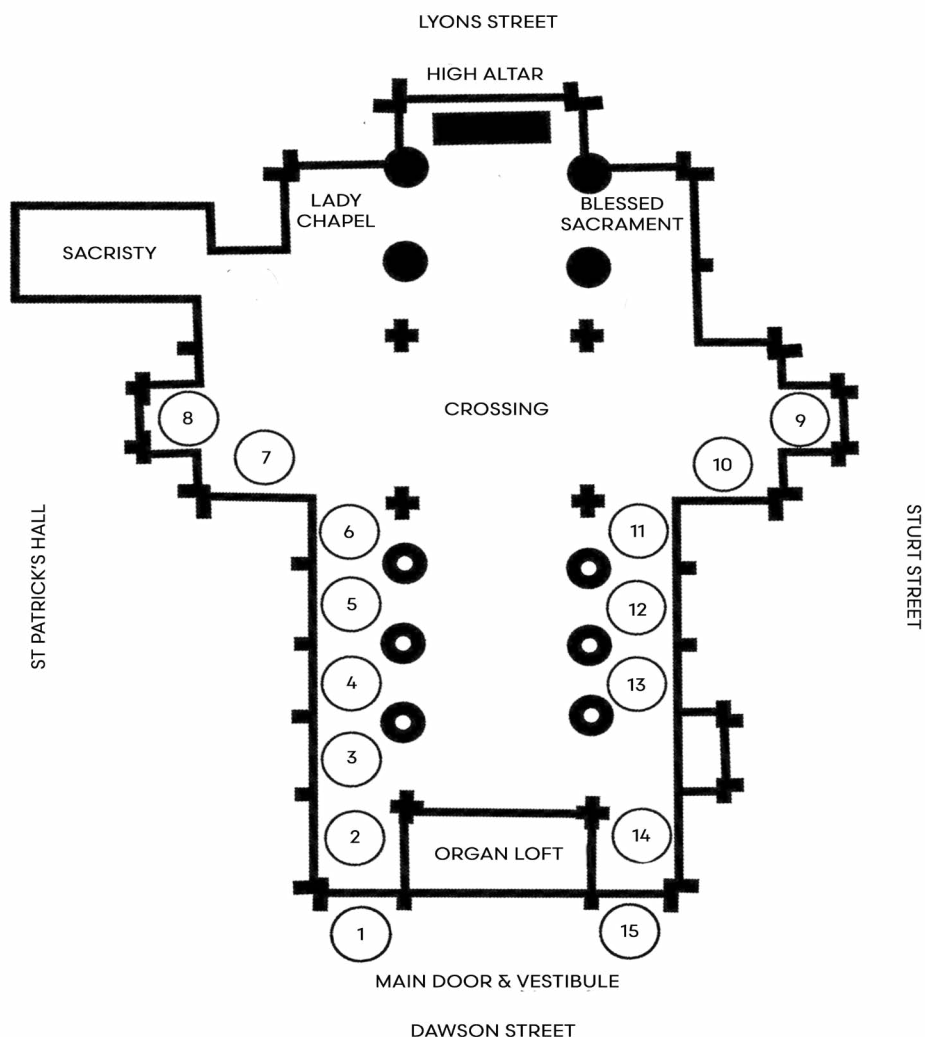 LYONS STREET
HIGH ALTAR
LADY
CHAPEL
BLESSED
SACRAMENT
SACRISTY
CROSSING
8
9
7
10
ST PATRICK'S HALL
STURT STREET
6
11
5
12
4
13
3
2
14
ORGAN LOFT
1
15
MAIN DOOR & VESTIBULE
DAWSON STREET